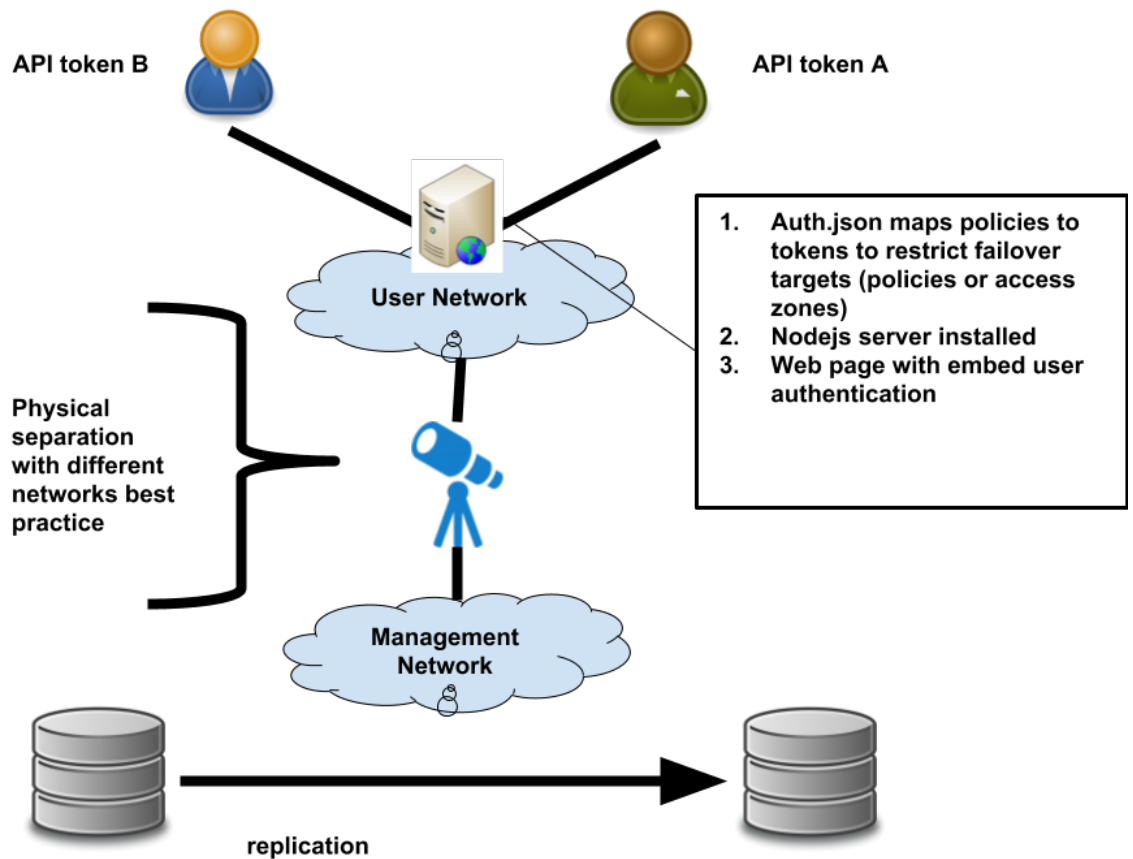 API token B
API token A
User Network
1. Auth.json maps policies to
tokens to restrict failover
targets (policies or access
zones)
2. Nodejs server installed
3. Web page with embed user
authentication
Physical
separation
with different
networks best
practice
Management
Network
replication